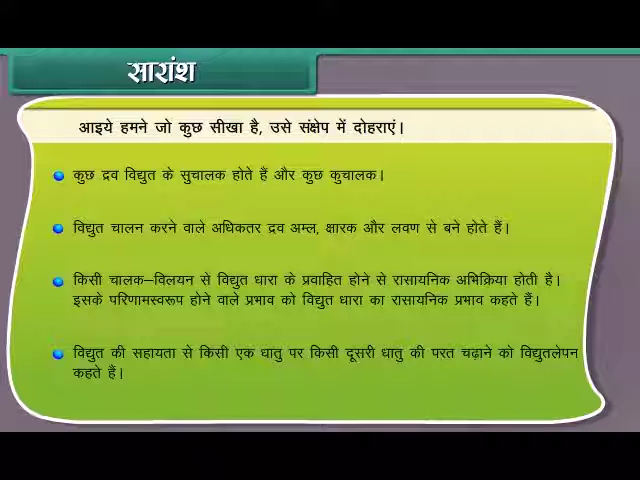 सारांश
आइये हमने जो कुछ सीखा है, उसे संक्षेप में दोहराएं।
कुछ द्रव विद्युत के सुचालक होते हैं और कुछ कुचालक।
विद्युत चालन करने वाले अधिकतर द्रव अम्ल, क्षारक और लवण से बने होते हैं।
किसी चालक–विलयन से विद्युत धारा के प्रवाहित होने से रासायनिक अभिक्रिया होती है।
इसके परिणामस्वरूप होने वाले प्रभाव को विद्युत धारा का रासायनिक प्रभाव कहते हैं।
विद्युत की सहायता से किसी एक धातु पर किसी दूसरी धातु की परत चढ़ाने को विद्युतलेपन
कहते हैं।